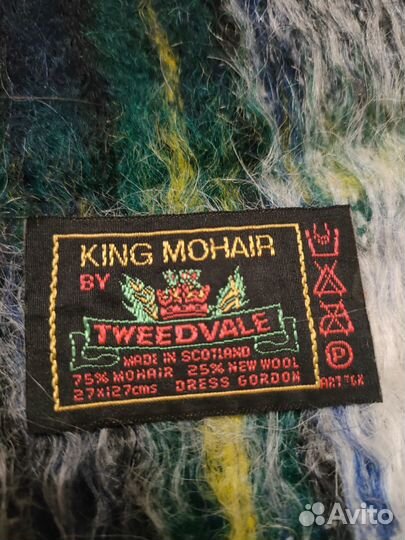 KING MOHAIR
BY
TWEEDVALE
MADE IN SCOTLAND
75% MOHAIR 25% NEW WOOL
27x127cms DRESS GORDON
P
Avito